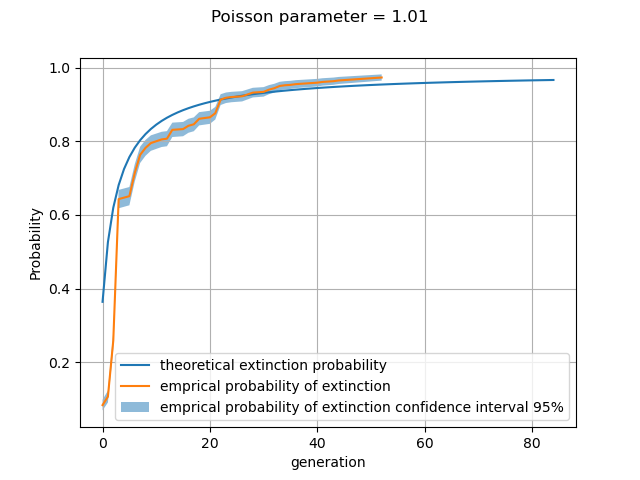 Poisson parameter = 1.01
1.0
0.8
0.6
0.4
0.2
Probability
theoretical extinction probability
emprical probability of extinction
emprical probability of extinction confidence interval 95%
0 20 40 60 80
generation